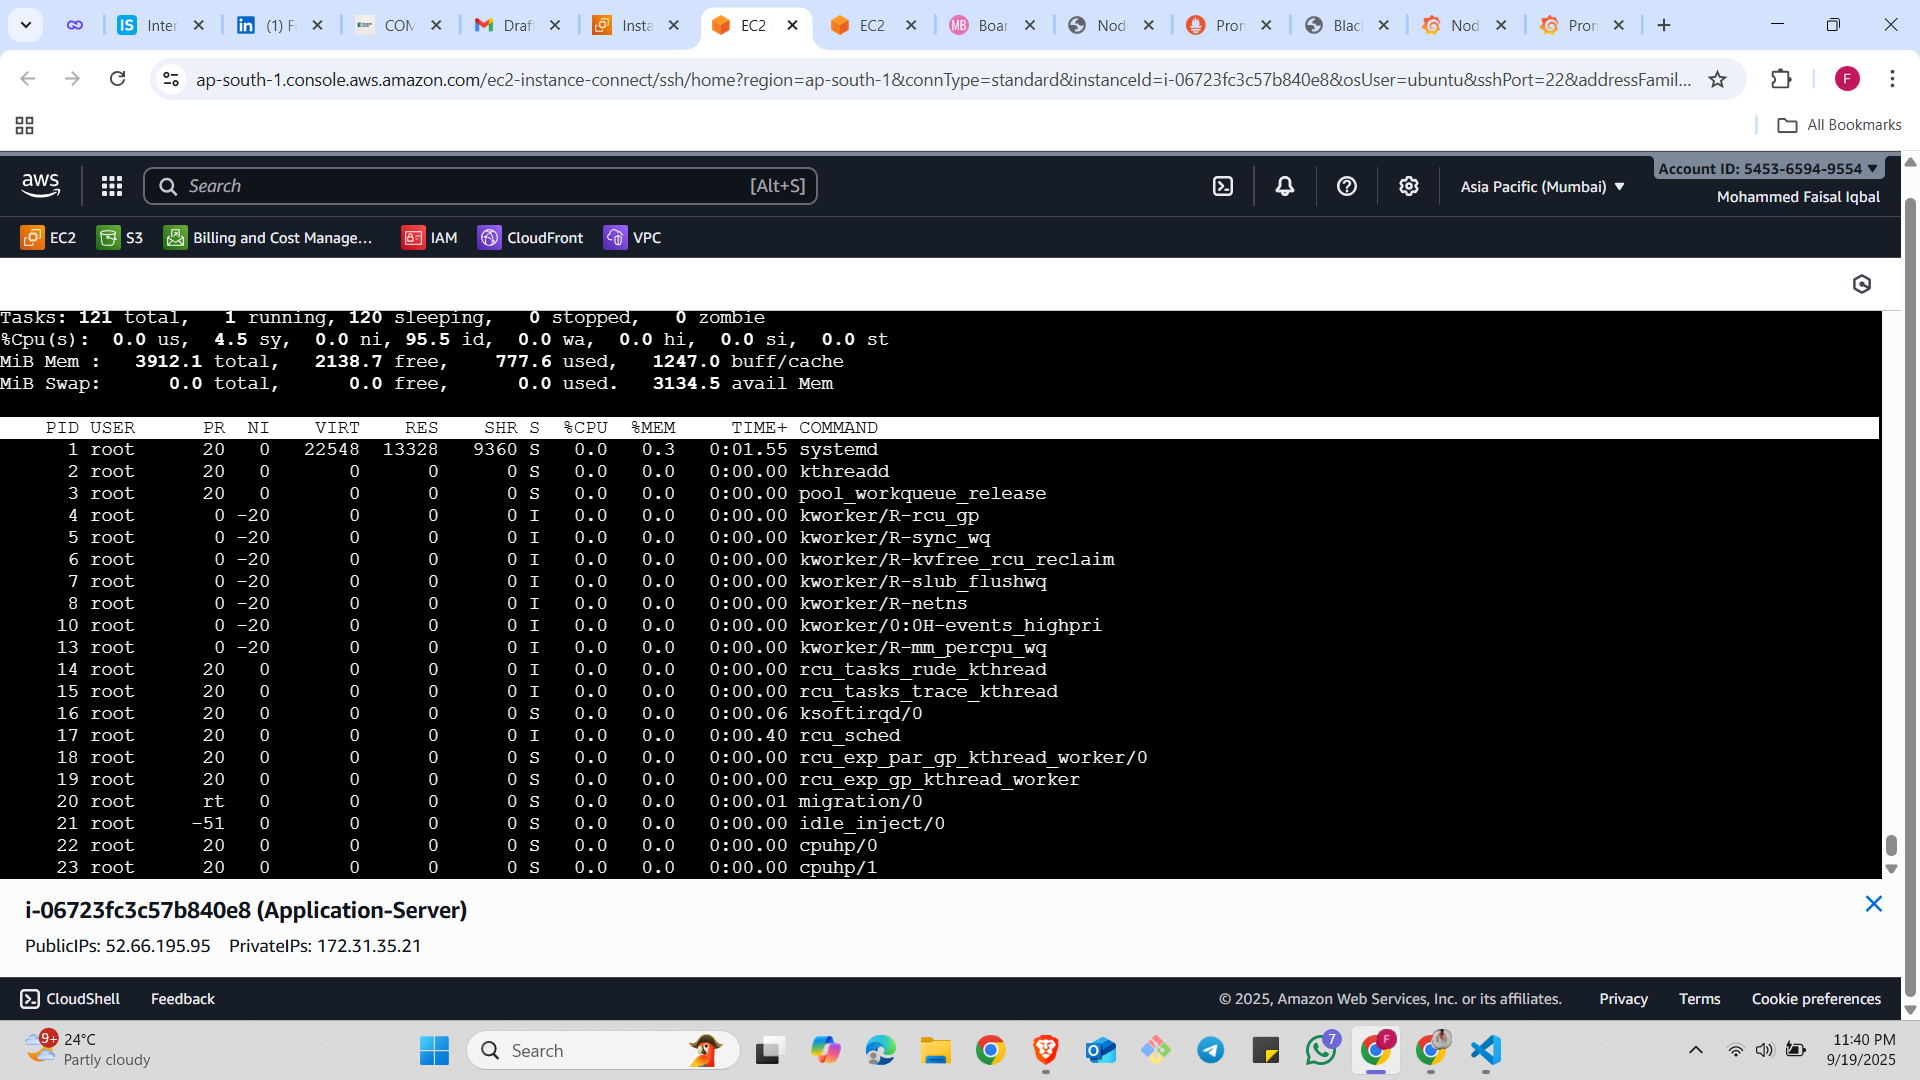 Inter
(1) F
COM
Draf
Insta
EC2
EC2
MB Boar
Nod
Pron
Blac
Nod
Pron
ap-south-1.console.aws.amazon.com/ec2-instance-connect/ssh/home?region=ap-south-1&connType=standard&instanceId=i-06723fc3c57b840e8&osUser=ubuntu&sshPort=22&addressFamil...
F
All Bookmarks
aws
Search [Alt+S]
Asia Pacific (Mumbai)
Account ID: 5453-6594-9554
Mohammed Faisal Iqbal
EC2 S3 Billing and Cost Manage... IAM CloudFront VPC
Tasks: 121 total, 1 running, 120 sleeping, 0 stopped, 0 zombie
%Cpu(s): 0.0 us, 4.5 sy, 0.0 ni, 95.5 id, 0.0 wa, 0.0 hi, 0.0 si, 0.0 st
MiB Mem : 3912.1 total, 2138.7 free, 777.6 used, 1247.0 buff/cache
MiB Swap: 0.0 total, 0.0 free, 0.0 used. 3134.5 avail Mem
PID USER PR NI VIRT RES SHR S %CPU %MEM TIME+ COMMAND
1 root 20 0 22548 13328 9360 S 0.0 0.3 0:01.55 systemd
2 root 20 0 0 0 0 S 0.0 0.0 0:00.00 kthreadd
3 root 20 0 0 0 0 S 0.0 0.0 0:00.00 pool_workqueue_release
4 root 0 -20 0 0 0 I 0.0 0.0 0:00.00 kworker/R-rcu_gp
5 root 0 -20 0 0 0 I 0.0 0.0 0:00.00 kworker/R-sync_wq
6 root 0 -20 0 0 0 I 0.0 0.0 0:00.00 kworker/R-kvfree_rcu_reclaim
7 root 0 -20 0 0 0 I 0.0 0.0 0:00.00 kworker/R-slub_flushwq
8 root 0 -20 0 0 0 I 0.0 0.0 0:00.00 kworker/R-netns
10 root 0 -20 0 0 0 I 0.0 0.0 0:00.00 kworker/0:0H-events_highpri
13 root 0 -20 0 0 0 I 0.0 0.0 0:00.00 kworker/R-mm_percpu_wq
14 root 20 0 0 0 0 I 0.0 0.0 0:00.00 rcu_tasks_rude_kthread
15 root 20 0 0 0 0 I 0.0 0.0 0:00.00 rcu_tasks_trace_kthread
16 root 20 0 0 0 0 S 0.0 0.0 0:00.06 ksoftirqd/0
17 root 20 0 0 0 0 I 0.0 0.0 0:00.40 rcu_sched
18 root 20 0 0 0 0 S 0.0 0.0 0:00.00 rcu_exp_par_gp_kthread_worker/0
19 root 20 0 0 0 0 S 0.0 0.0 0:00.00 rcu_exp_gp_kthread_worker
20 root rt 0 0 0 0 S 0.0 0.0 0:00.01 migration/0
21 root -51 0 0 0 0 S 0.0 0.0 0:00.00 idle_inject/0
22 root 20 0 0 0 0 S 0.0 0.0 0:00.00 cpuhp/0
23 root 20 0 0 0 0 S 0.0 0.0 0:00.00 cpuhp/1
i-06723fc3c57b840e8 (Application-Server)
PublicIPs: 52.66.195.95 PrivateIPs: 172.31.35.21
CloudShell Feedback © 2025, Amazon Web Services, Inc. or its affiliates. Privacy Terms Cookie preferences
9+ 24°C
Partly cloudy
Search
7
F
11:40 PM
9/19/2025